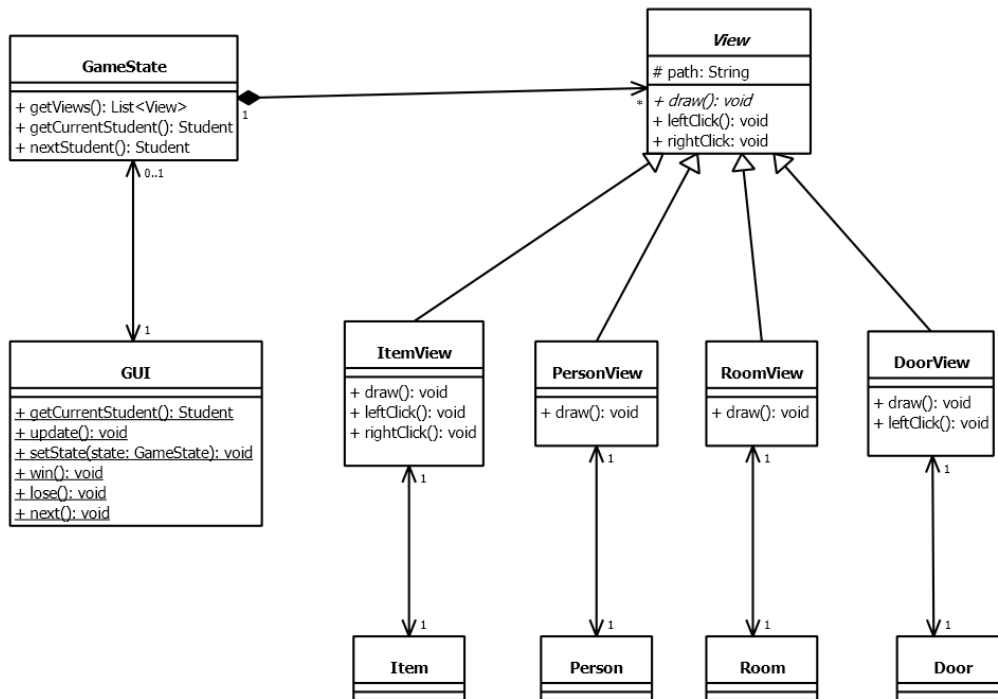 GameState
+ getViews(): List<View>
+ getCurrentStudent(): Student
+ nextStudent(): Student
1
0..1
View
# path: String
+ draw(): void
+ leftClick(): void
+ rightClick: void
*
1
GUI
+ getCurrentStudent(): Student
+ update(): void
+ setState(state: GameState): void
+ win(): void
+ lose(): void
+ next(): void
ItemView
+ draw(): void
+ leftClick(): void
+ rightClick(): void
1
PersonView
+ draw(): void
1
RoomView
+ draw(): void
1
DoorView
+ draw(): void
+ leftClick(): void
1
1
Item
1
Person
1
Room
1
Door